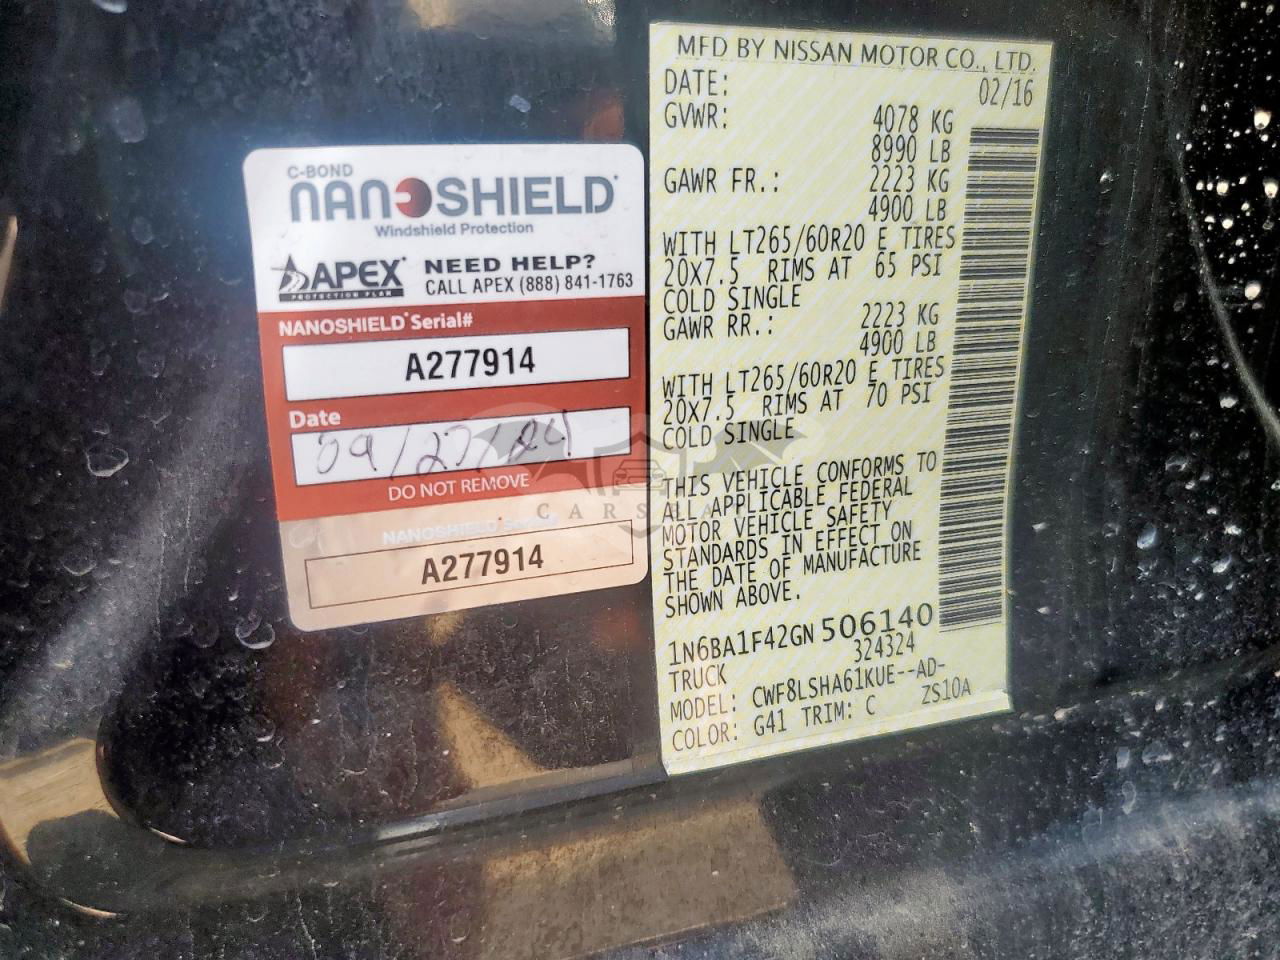 C-BOND
NANOSHIELD
Windshield Protection
APEX
PROTECTION PLAN
NEED HELP?
CALL APEX (888) 841-1763
NANOSHIELD Serial#
A277914
Date
09/27/24
DO NOT REMOVE
NANOSHIELD Serial#
A277914
MFD BY NISSAN MOTOR CO., LTD.
DATE: 02/16
GVWR: 4078 KG
8990 LB
GAWR FR.: 2223 KG
4900 LB
WITH LT265/60R20 E TIRES
20X7.5 RIMS AT 65 PSI
COLD SINGLE
GAWR RR.: 2223 KG
4900 LB
WITH LT265/60R20 E TIRES
20X7.5 RIMS AT 70 PSI
COLD SINGLE
THIS VEHICLE CONFORMS TO
ALL APPLICABLE FEDERAL
MOTOR VEHICLE SAFETY
STANDARDS IN EFFECT ON
THE DATE OF MANUFACTURE
SHOWN ABOVE.
1N6BA1F42GN506140
324324
TRUCK
MODEL: CWF8LSHA61KUE--AD-
ZS10A
COLOR: G41 TRIM: C